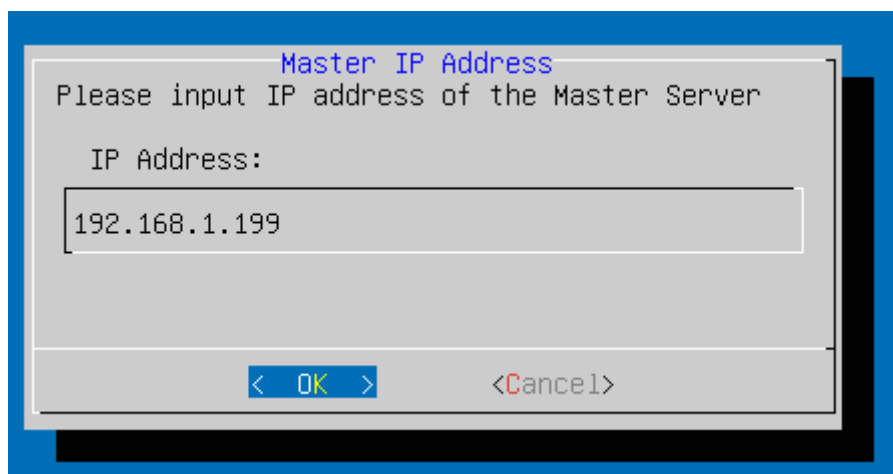 Master IP Address
Please input IP address of the Master Server
IP Address:
192.168.1.199
< OK > <Cancel>